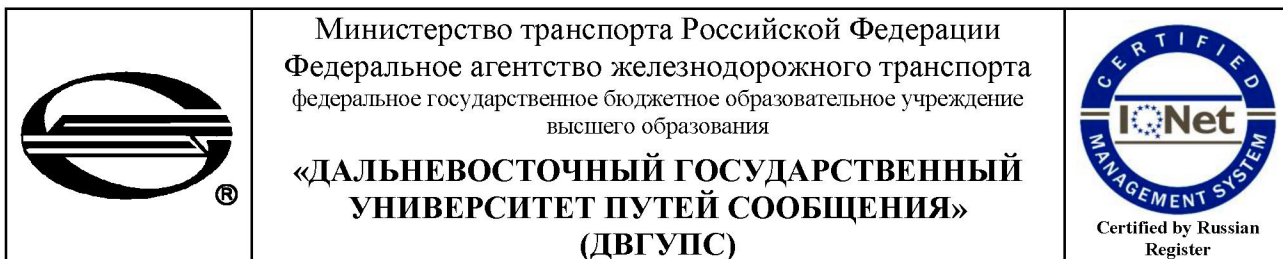 Министерство транспорта Российской Федерации
Федеральное агентство железнодорожного транспорта
федеральное государственное бюджетное образовательное учреждение
высшего образования
«ДАЛЬНЕВОСТОЧНЫЙ ГОСУДАРСТВЕННЫЙ
УНИВЕРСИТЕТ ПУТЕЙ СООБЩЕНИЯ»
(ДВГУПС)
®
CERTIFIED
IQNet
MANAGEMENT SYSTEM
Certified by Russian
Register